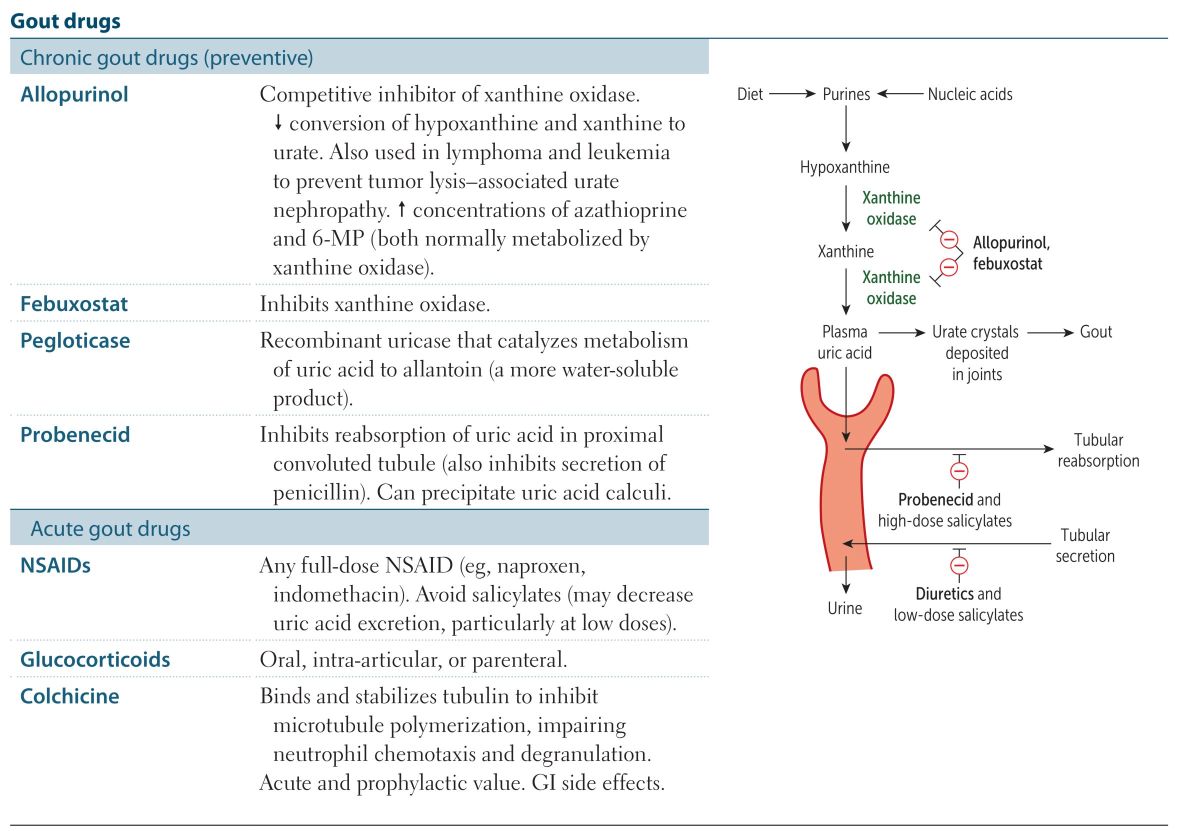 Gout drugs
Chronic gout drugs (preventive)
Allopurinol
Competitive inhibitor of xanthine oxidase.
↓ conversion of hypoxanthine and xanthine to
urate. Also used in lymphoma and leukemia
to prevent tumor lysis–associated urate
nephropathy. ↑ concentrations of azathioprine
and 6-MP (both normally metabolized by
xanthine oxidase).
Febuxostat
Inhibits xanthine oxidase.
Pegloticase
Recombinant uricase that catalyzes metabolism
of uric acid to allantoin (a more water-soluble
product).
Probenecid
Inhibits reabsorption of uric acid in proximal
convoluted tubule (also inhibits secretion of
penicillin). Can precipitate uric acid calculi.
Acute gout drugs
NSAIDs
Any full-dose NSAID (eg, naproxen,
indomethacin). Avoid salicylates (may decrease
uric acid excretion, particularly at low doses).
Glucocorticoids
Oral, intra-articular, or parenteral.
Colchicine
Binds and stabilizes tubulin to inhibit
microtubule polymerization, impairing
neutrophil chemotaxis and degranulation.
Acute and prophylactic value. GI side effects.
Diet
Purines
Nucleic acids
Hypoxanthine
Xanthine
oxidase
Xanthine
Allopurinol,
febuxostat
Xanthine
oxidase
Plasma
uric acid
Urate crystals
deposited
in joints
Gout
Tubular
reabsorption
Probenecid and
high-dose salicylates
Tubular
secretion
Diuretics and
low-dose salicylates
Urine